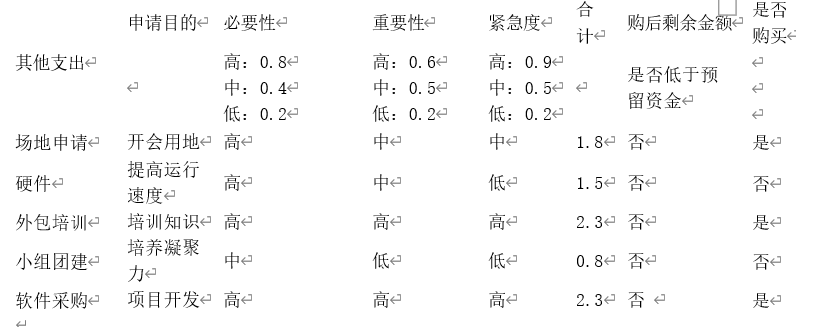 申请目的 必要性 重要性 紧急度 合计 购后剩余金额 是否购买
其他支出 高：0.8 高：0.6 高：0.9 是否低于预留资金
中：0.4 中：0.5 中：0.5
低：0.2 低：0.2 低：0.2
场地申请 开会用地 高 中 中 1.8 否 是
硬件 提高运行速度 高 中 低 1.5 否 否
外包培训 培训知识 高 高 高 2.3 否 是
小组团建 培养凝聚力 中 低 低 0.8 否 否
软件采购 项目开发 高 高 高 2.3 否 是